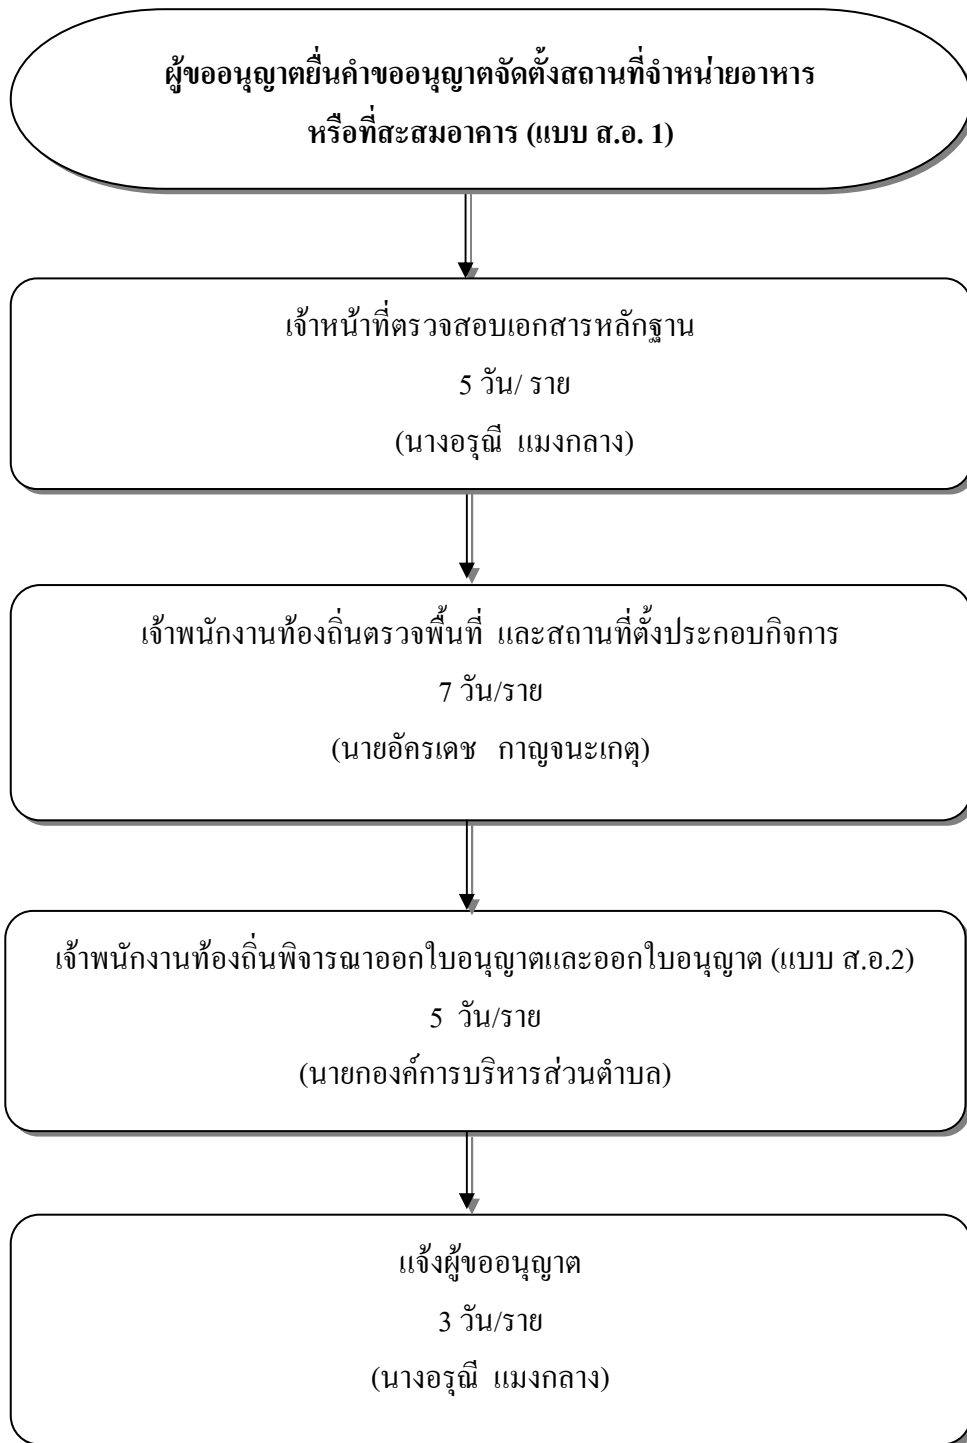 ผู้ขออนุญาตยื่นคำขออนุญาตจัดตั้งสถานที่จำหน่ายอาหาร
หรือที่สะสมอาคาร (แบบ ส.อ. 1)
เจ้าหน้าที่ตรวจสอบเอกสารหลักฐาน
5 วัน/ ราย
(นางอรุณี แมงกลาง)
เจ้าพนักงานท้องถิ่นตรวจพื้นที่ และสถานที่ตั้งประกอบกิจการ
7 วัน/ราย
(นายอัครเดช กาญจนะเกตุ)
เจ้าพนักงานท้องถิ่นพิจารณาออกใบอนุญาตและออกใบอนุญาต (แบบ ส.อ.2)
5 วัน/ราย
(นายกองค์การบริหารส่วนตำบล)
แจ้งผู้ขออนุญาต
3 วัน/ราย
(นางอรุณี แมงกลาง)